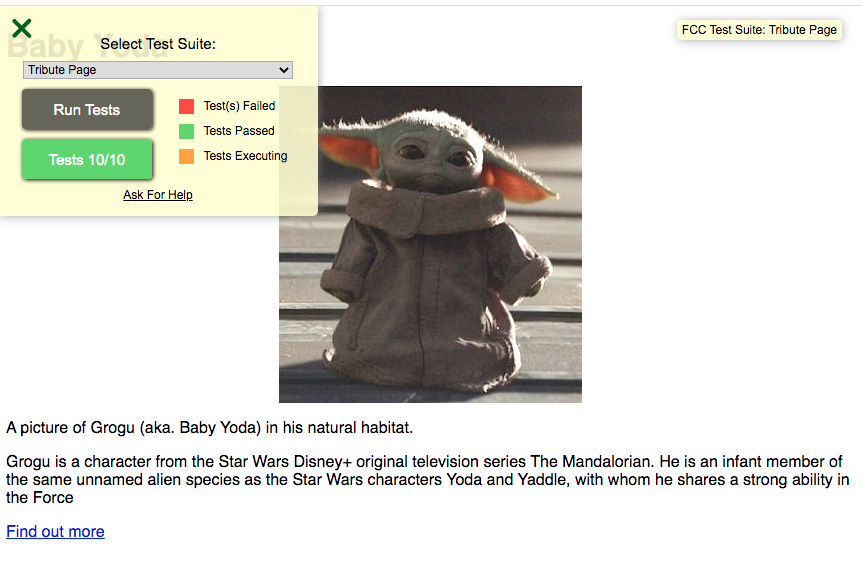 Baby Yoda
Select Test Suite:
FCC Test Suite: Tribute Page
Tribute Page
Run Tests
Test(s) Failed
Tests Passed
Tests 10/10
Tests Executing
Ask For Help
A picture of Grogu (aka. Baby Yoda) in his natural habitat.
Grogu is a character from the Star Wars Disney+ original television series The Mandalorian. He is an infant member of
the same unnamed alien species as the Star Wars characters Yoda and Yaddle, with whom he shares a strong ability in
the Force
Find out more